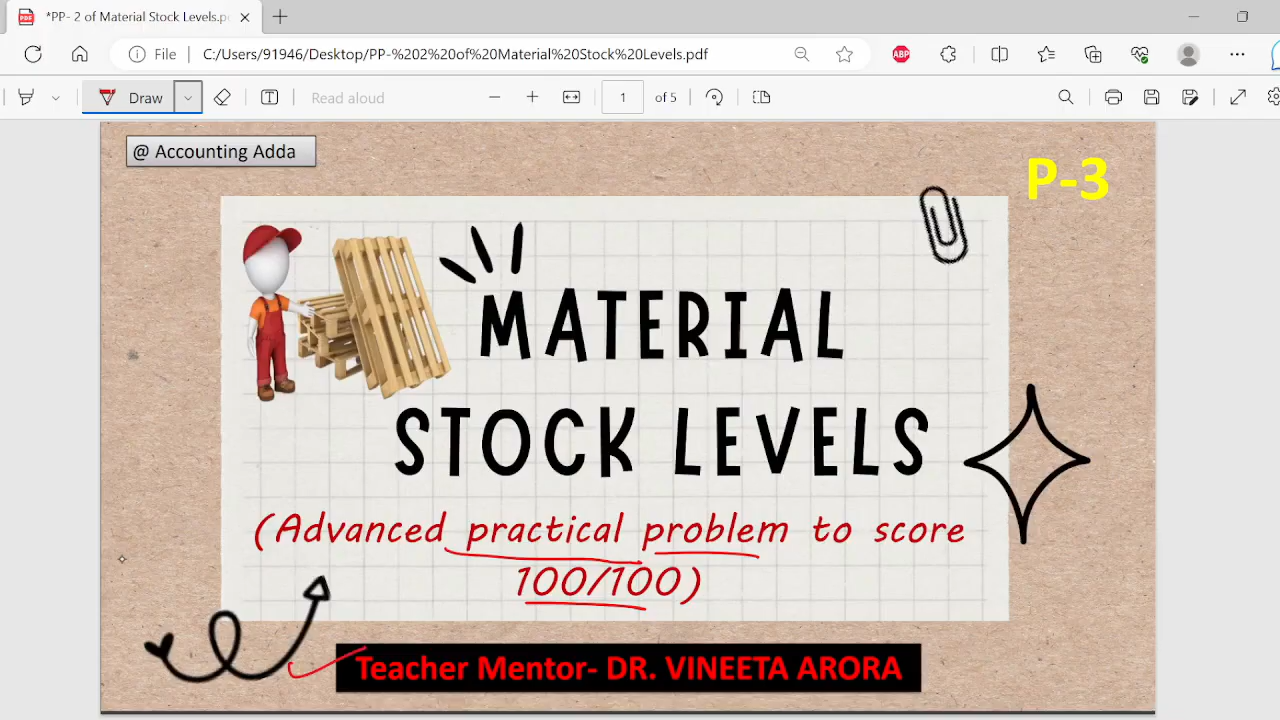 *PP- 2 of Material Stock Levels.p
File
C:/Users/91946/Desktop/PP-%202%20of%20Material%20Stock%20Levels.pdf
ABP
Draw
Read aloud
1
of 5
@ Accounting Adda
P-3
MATERIAL
STOCK LEVELS
(Advanced practical problem to score
100/100)
Teacher Mentor- DR. VINEETA ARORA